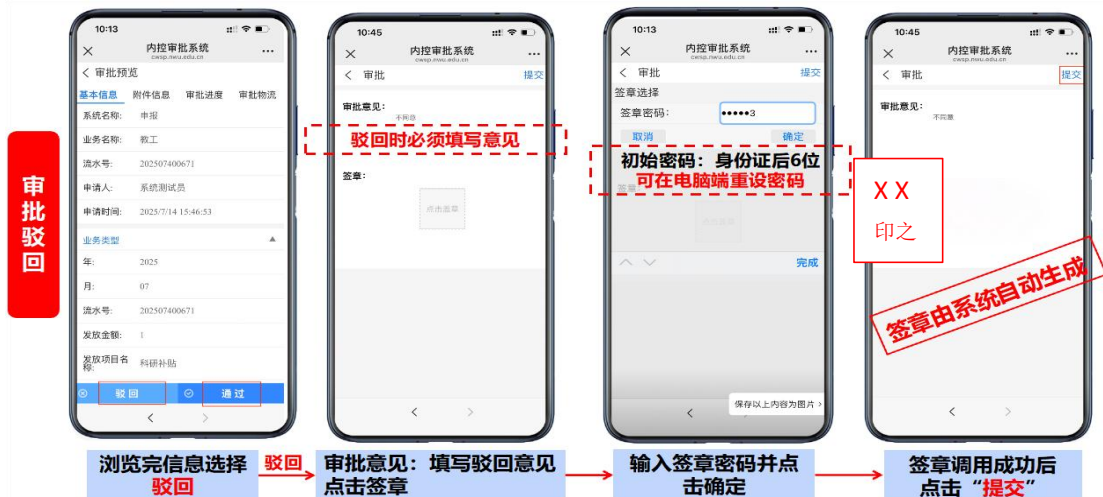 审批驳回
10:13
内控审批系统
cwsp.nwu.edu.cn
审批预览
基本信息 附件信息 审批进度 审批物流
系统名称: 申报
业务名称: 教工
流水号: 202507400671
申请人: 系统测试员
申请时间: 2025/7/14 15:46:53
业务类型
年: 2025
月: 07
流水号: 202507400671
发放金额: 1
发放项目名称: 科研补贴
驳回 通过
浏览完信息选择
驳回
驳回
10:45
内控审批系统
cwsp.nwu.edu.cn
审批 提交
审批意见:
不同意
驳回时必须填写意见
签章:
点击盖章
审批意见：填写驳回意见
点击签章
10:13
内控审批系统
cwsp.nwu.edu.cn
审批 提交
签章选择
签章密码: •••••3
取消 确定
初始密码：身份证后6位
可在电脑端重设密码
签章:
点击盖章
完成
保存以上内容为图片
输入签章密码并点
击确定
10:45
内控审批系统
cwsp.nwu.edu.cn
审批 提交
审批意见:
不同意
X X
印之
签章由系统自动生成
签章调用成功后
点击“提交”